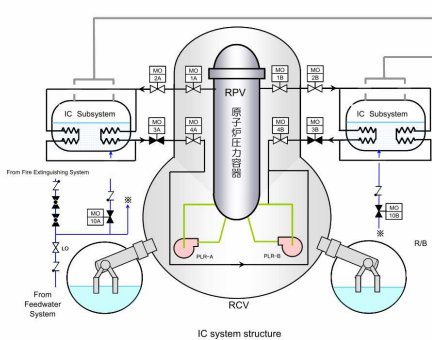 MO
2A
MO
1A
RPV
MO
1B
MO
2B
IC Subsystem
IC Subsystem
原子炉圧力容器
MO
3A
MO
4A
MO
4B
MO
3B
From Fire Extinguishing System
※
MO
10A
MO
10B
※
LO
PLR-A
PLR-B
R/B
From
Feedwater
System
RCV
IC system structure